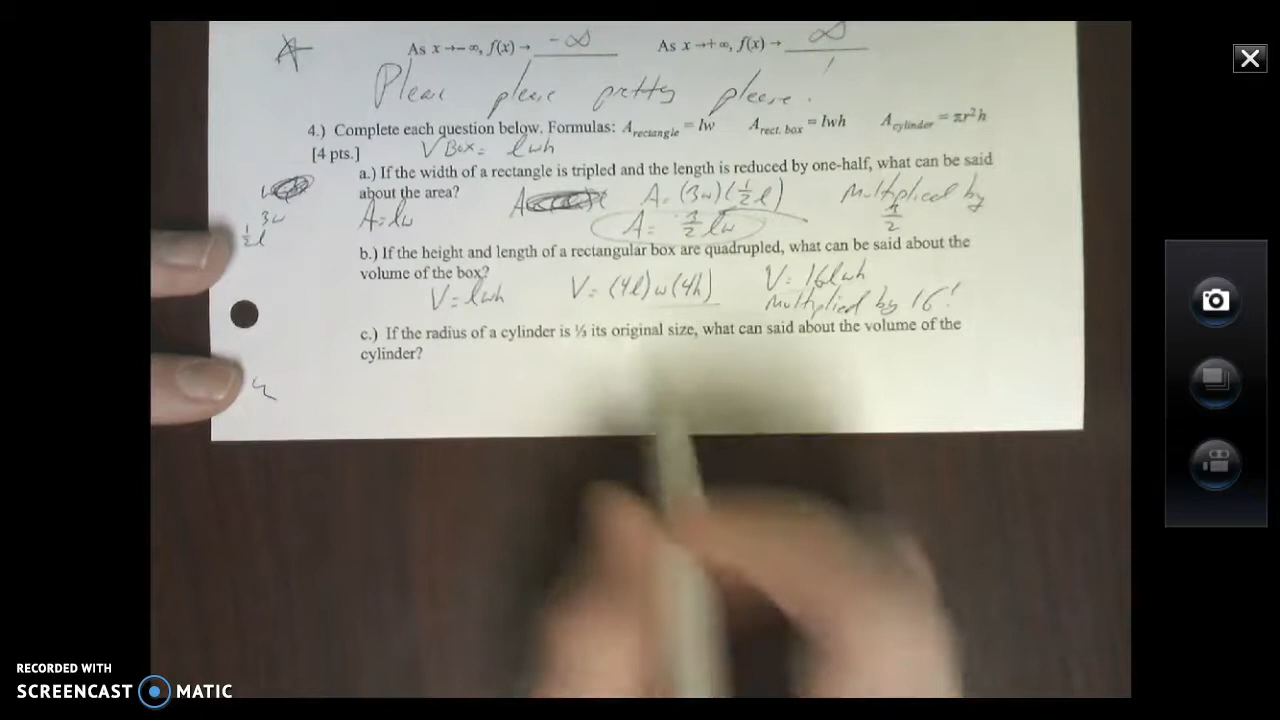 As x→−∞, f(x)→ -∞ As x→+∞, f(x)→ ∞
Please please pretty please!
4.) Complete each question below. Formulas: A rectangle = lw A rect. box = lwh A cylinder = πr²h
[4 pts.] V Box = lwh
a.) If the width of a rectangle is tripled and the length is reduced by one-half, what can be said
about the area? A = (3w)(½l) Multiplied by
3w A = lw A = 3/2 lw 3/2
½l
b.) If the height and length of a rectangular box are quadrupled, what can be said about the
volume of the box? V = (4l)w(4h) V = 16lwh
V = lwh multiplied by 16!
c.) If the radius of a cylinder is ⅓ its original size, what can said about the volume of the
cylinder?
RECORDED WITH
SCREENCAST MATIC